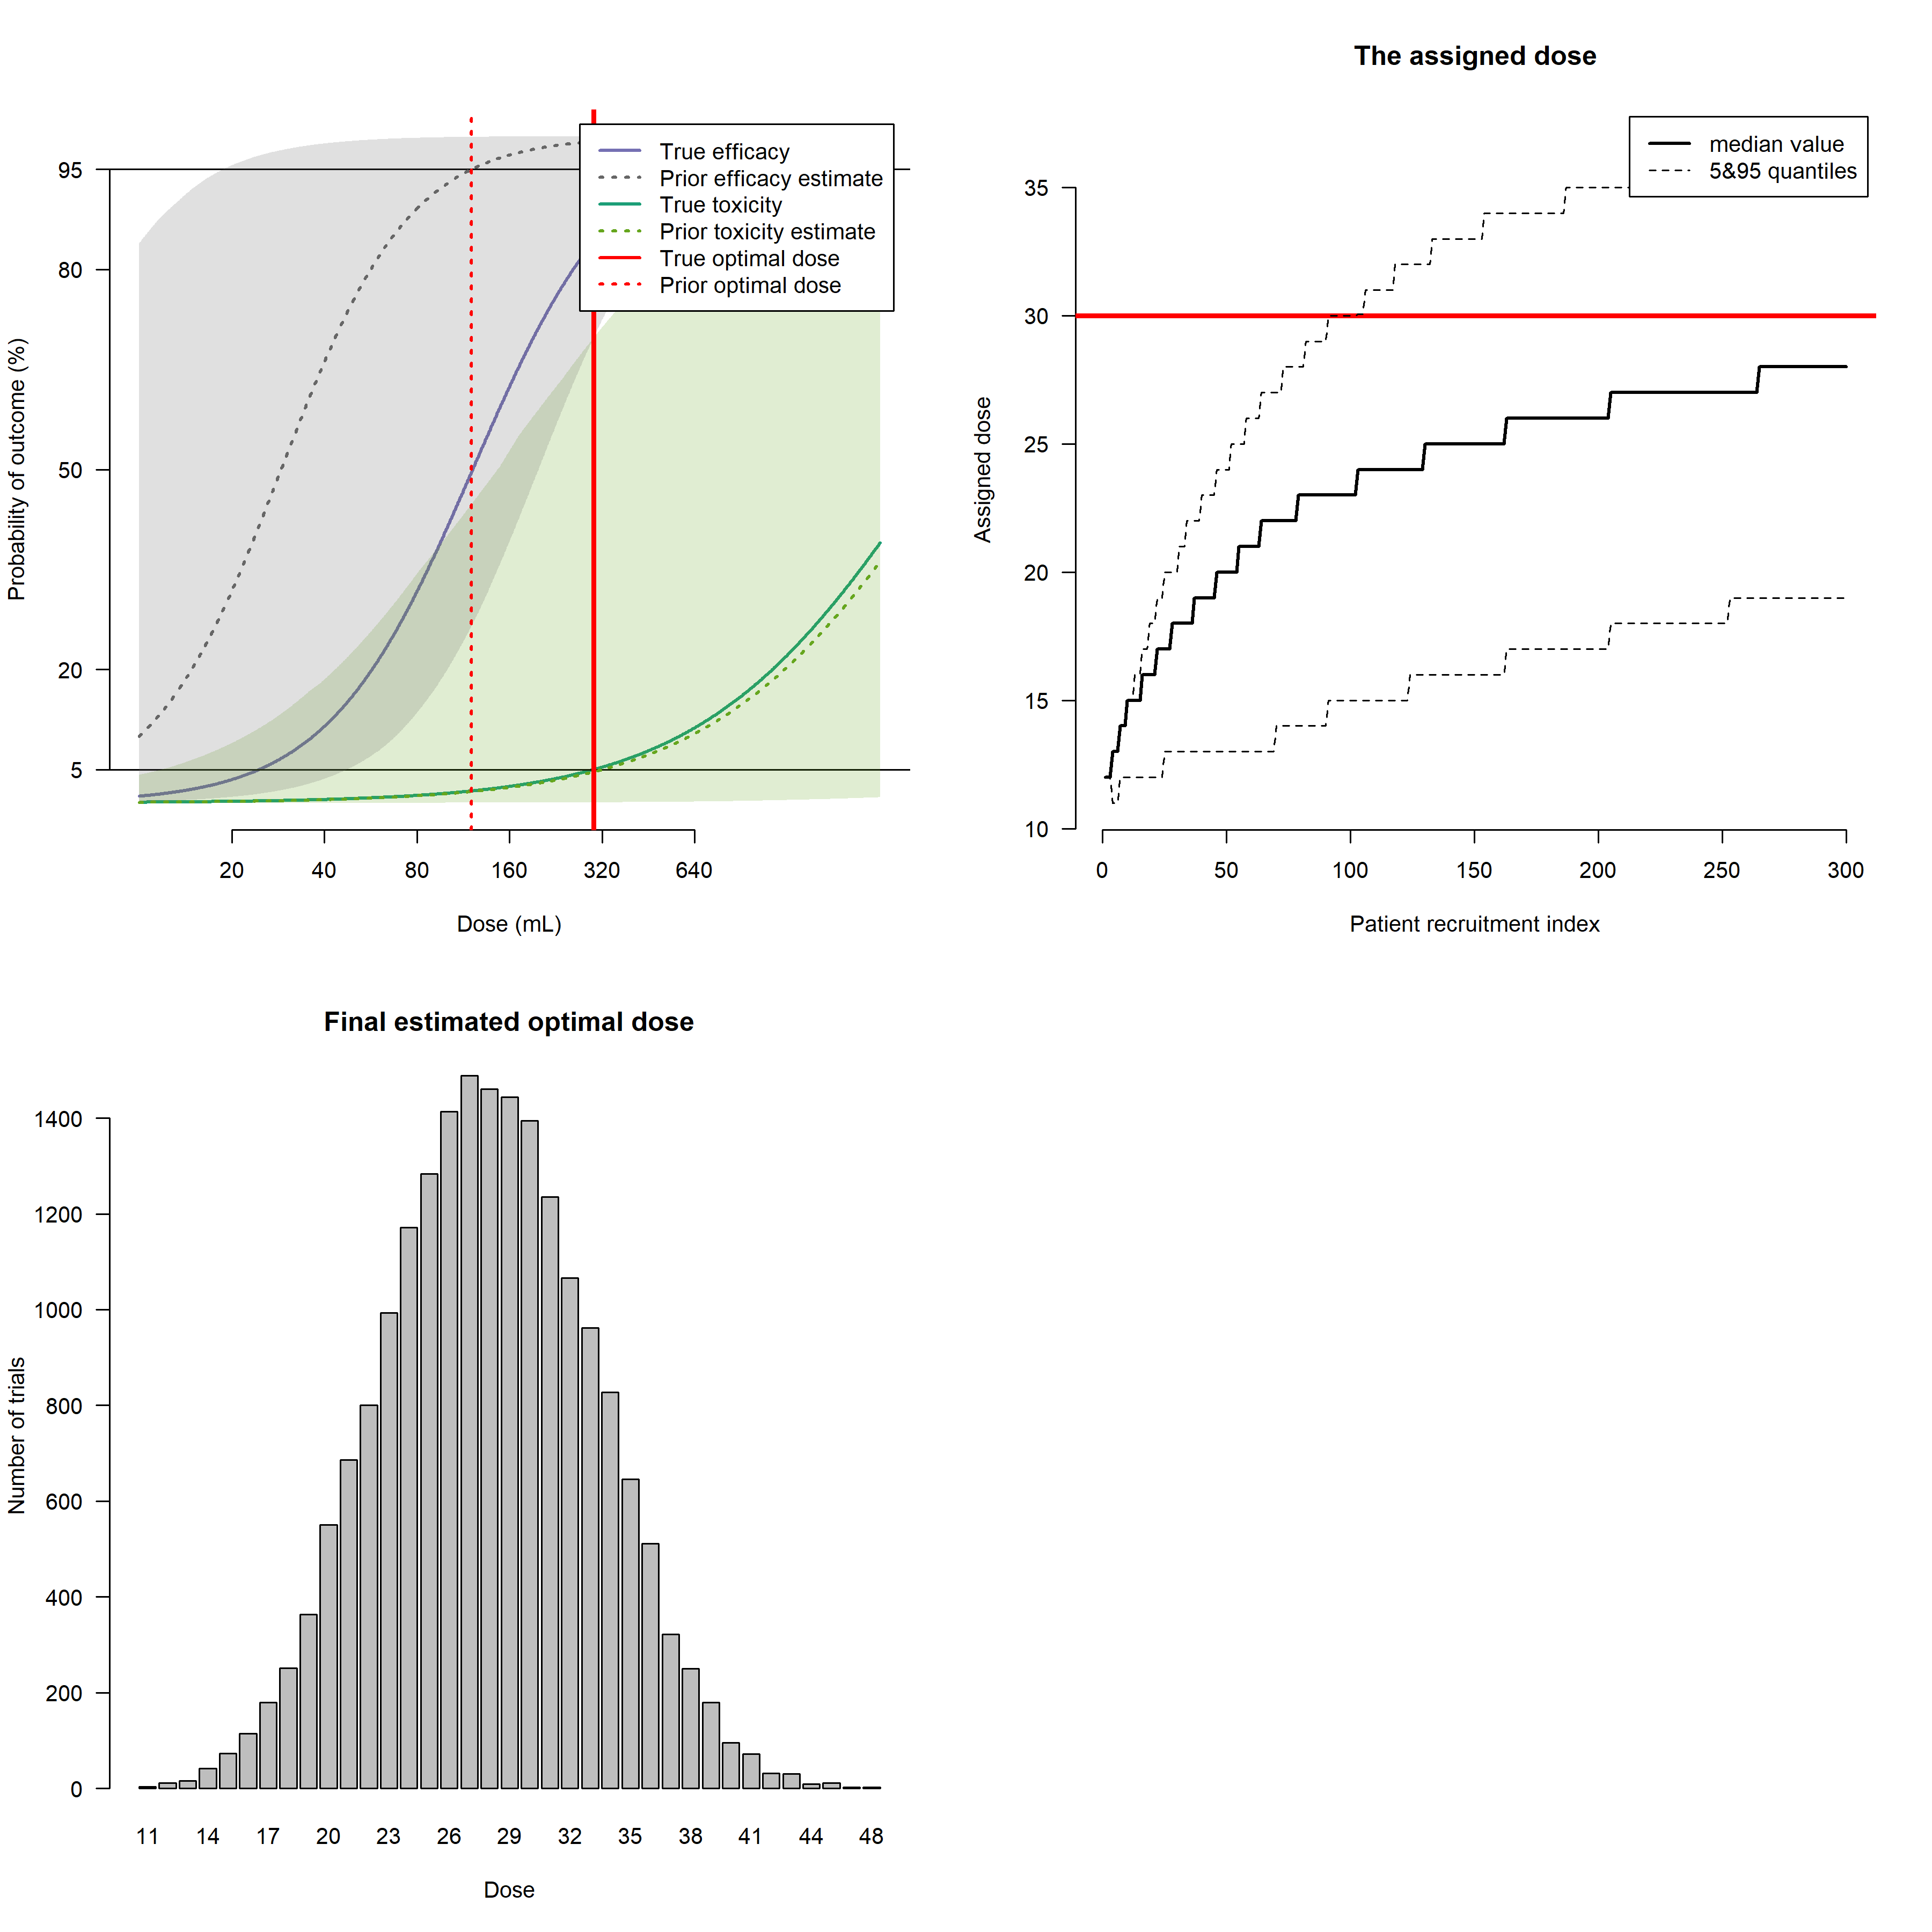 95
80
50
20
5
Probability of outcome (%)
True efficacy
Prior efficacy estimate
True toxicity
Prior toxicity estimate
True optimal dose
Prior optimal dose
20 40 80 160 320 640
Dose (mL)
The assigned dose
35
30
25
20
15
10
Assigned dose
median value
5&95 quantiles
0 50 100 150 200 250 300
Patient recruitment index
Final estimated optimal dose
1400
1200
1000
800
600
400
200
0
Number of trials
11 14 17 20 23 26 29 32 35 38 41 44 48
Dose